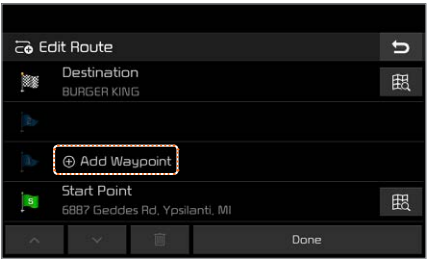 Edit Route
Destination
BURGER KING
⊕ Add Waypoint
Start Point
S
6887 Geddes Rd, Ypsilanti, MI
Done